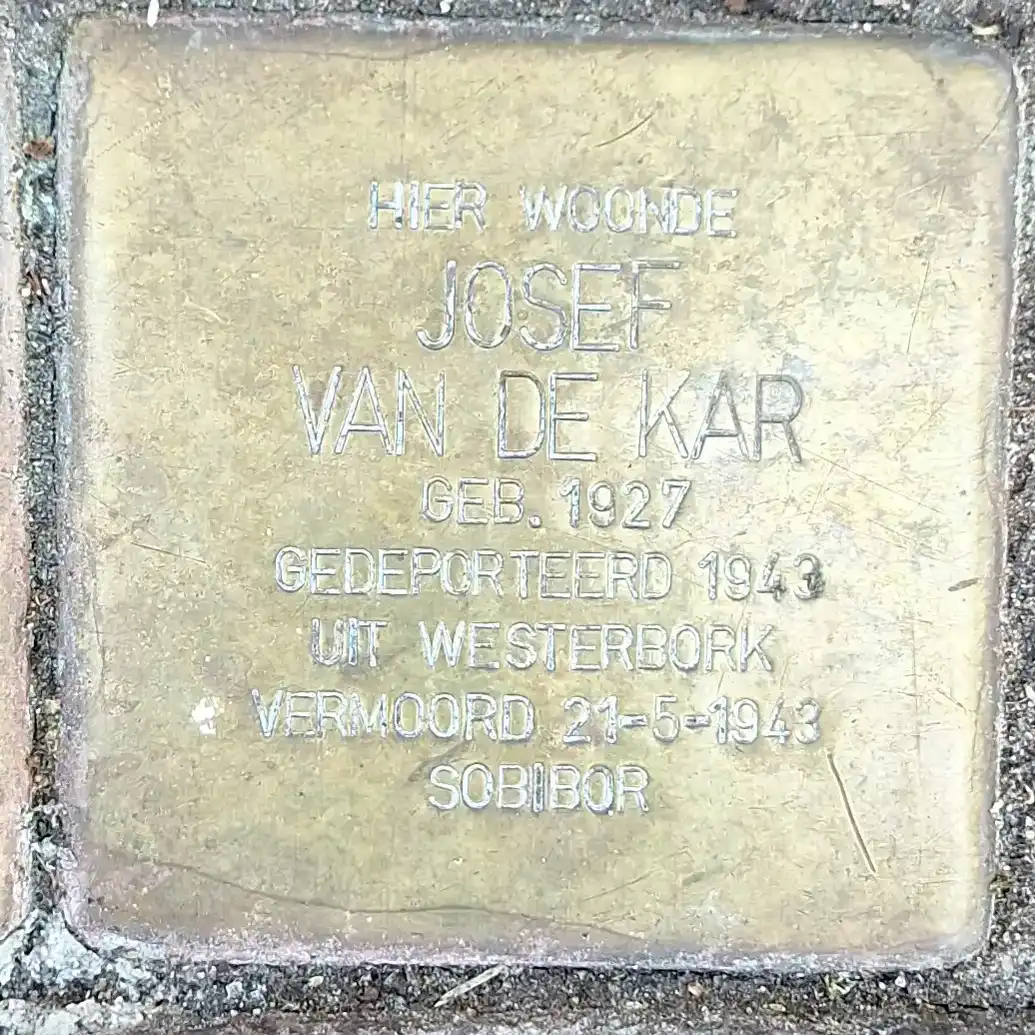 HIER WOONDE
JOSEF
VAN DE KAR
GEB. 1927
GEDEPORTEERD 1943
UIT WESTERBORK
VERMOORD 21-5-1943
SOBIBOR